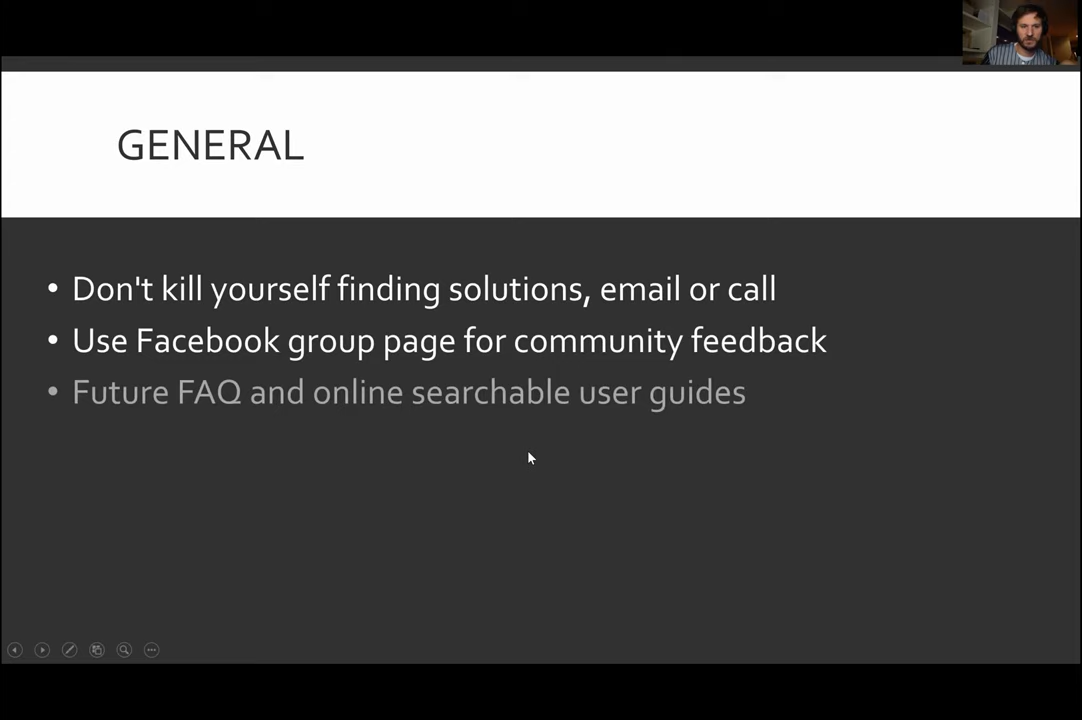 GENERAL
• Don't kill yourself finding solutions, email or call
• Use Facebook group page for community feedback
• Future FAQ and online searchable user guides